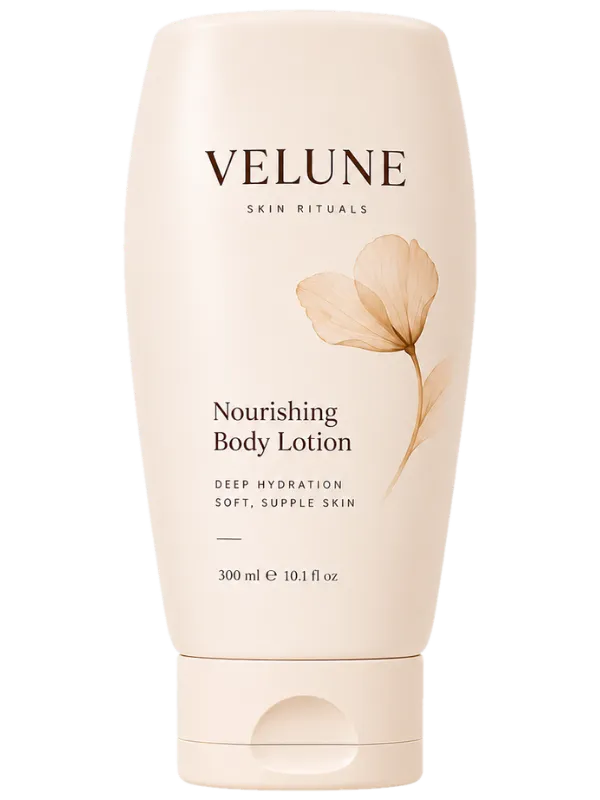 VELUNE
SKIN RITUALS
Nourishing
Body Lotion
DEEP HYDRATION
SOFT, SUPPLE SKIN
300 ml ℮ 10.1 fl oz